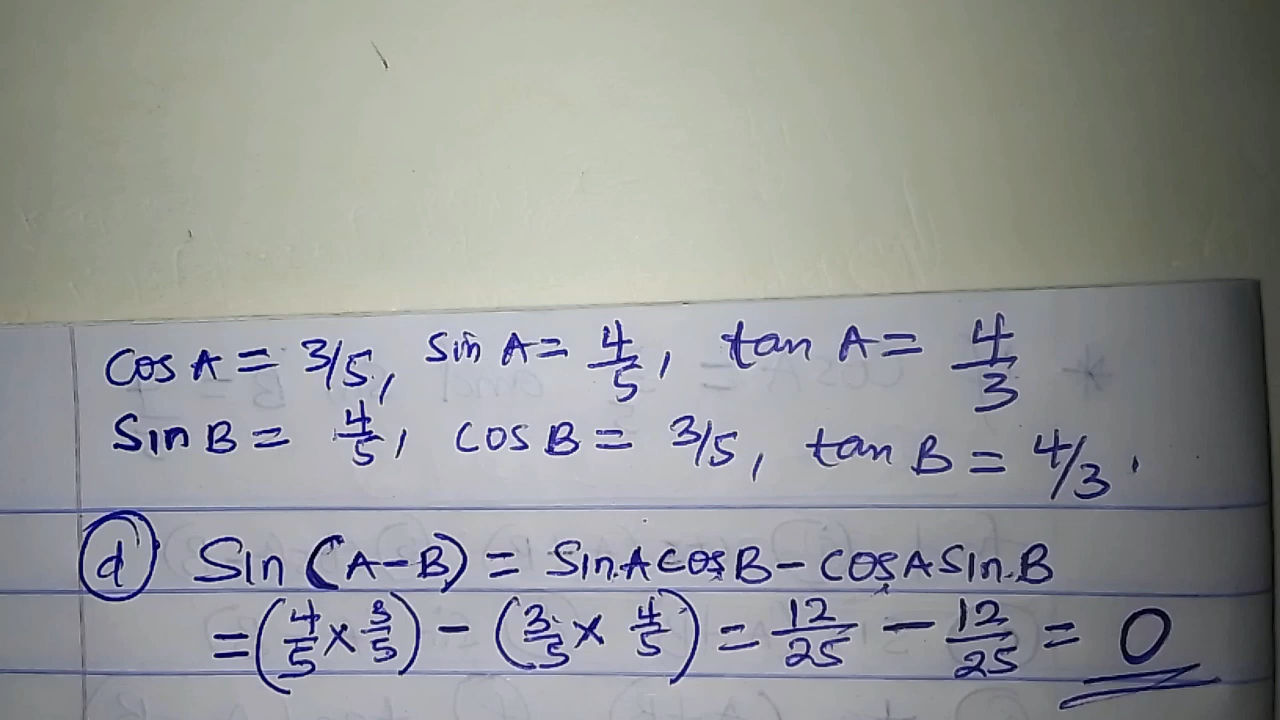 cos A = 3/5, sin A = 4/5, tan A = 4/3
Sin B = 4/5, cos B = 3/5, tan B = 4/3.
(d) Sin (A-B) = SinA cosB - cosA Sin B
= (4/5 × 3/5) - (3/5 × 4/5) = 12/25 - 12/25 = 0